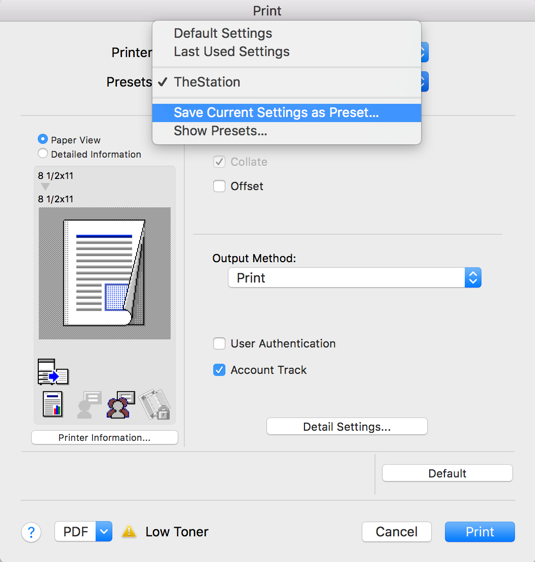 Print
Default Settings
Last Used Settings
Printer
Presets
✓ TheStation
Save Current Settings as Preset...
Show Presets...
Paper View
Detailed Information
8 1/2x11
8 1/2x11
Collate
Offset
Output Method:
Print
User Authentication
Account Track
Printer Information...
Detail Settings...
Default
?
PDF
Low Toner
Cancel
Print